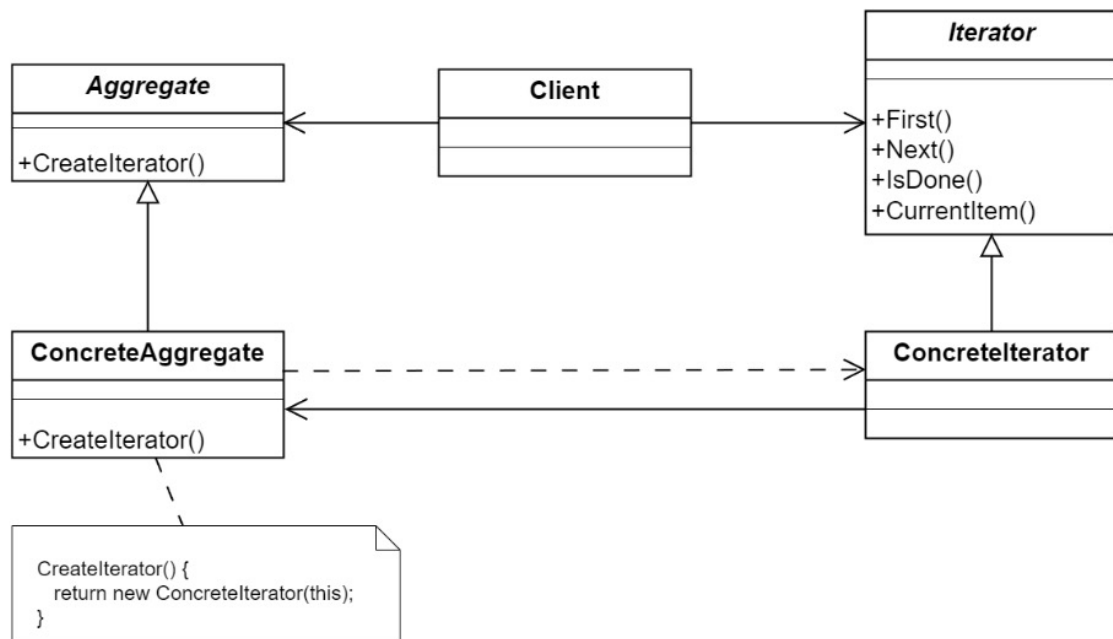 Aggregate
+CreateIterator()
Client
Iterator
+First()
+Next()
+IsDone()
+CurrentItem()
ConcreteAggregate
+CreateIterator()
ConcreteIterator
CreateIterator() {
return new ConcreteIterator(this);
}